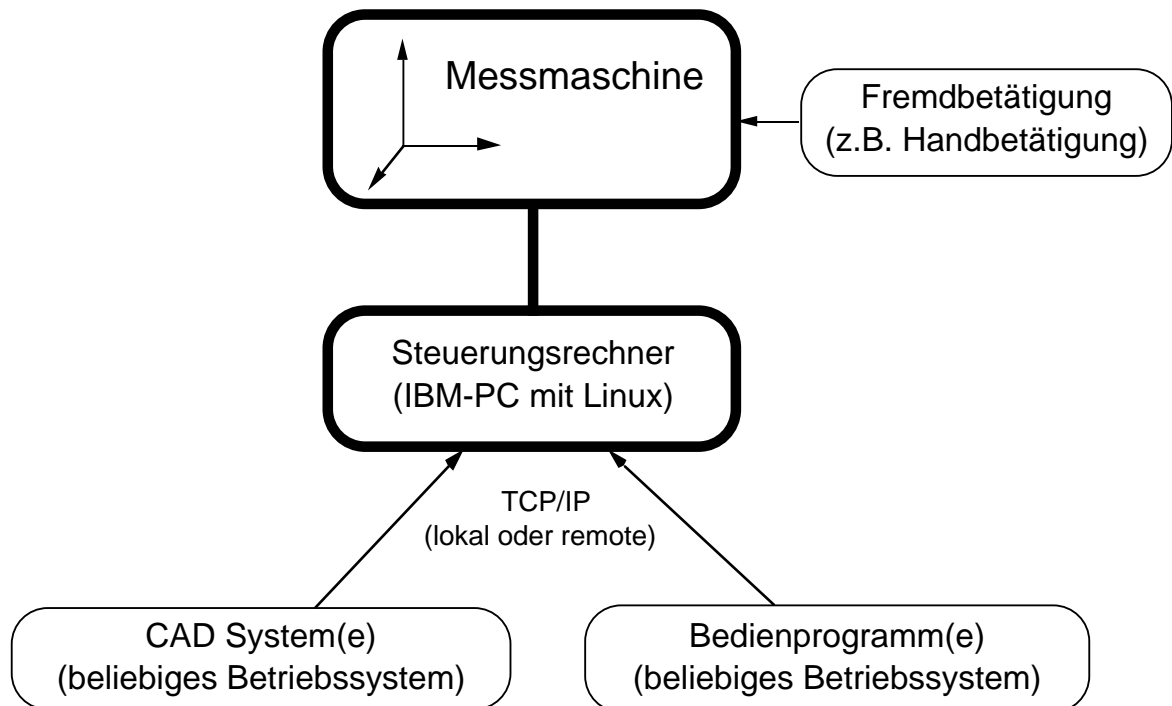 Messmaschine
Fremdbetätigung
(z.B. Handbetätigung)
Steuerungsrechner
(IBM-PC mit Linux)
TCP/IP
(lokal oder remote)
CAD System(e)
(beliebiges Betriebssystem)
Bedienprogramm(e)
(beliebiges Betriebssystem)